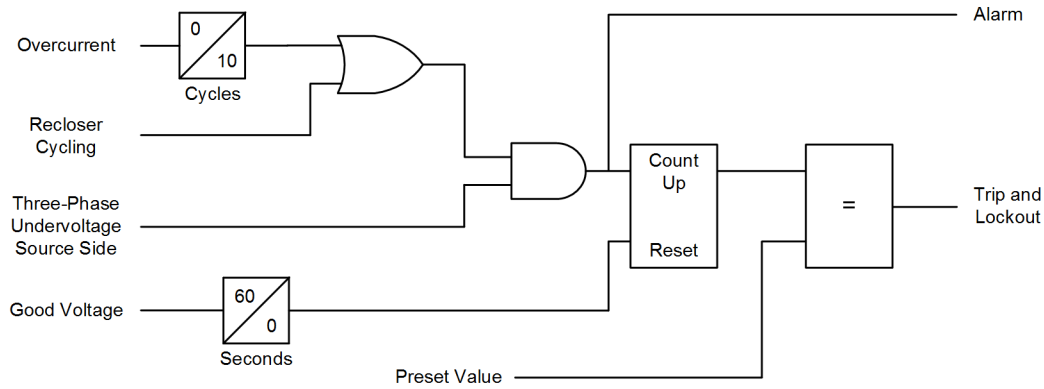 Overcurrent
0
10
Cycles
Recloser
Cycling
Three-Phase
Undervoltage
Source Side
Good Voltage
60
0
Seconds
Count
Up
Reset
Preset Value
=
Alarm
Trip and
Lockout